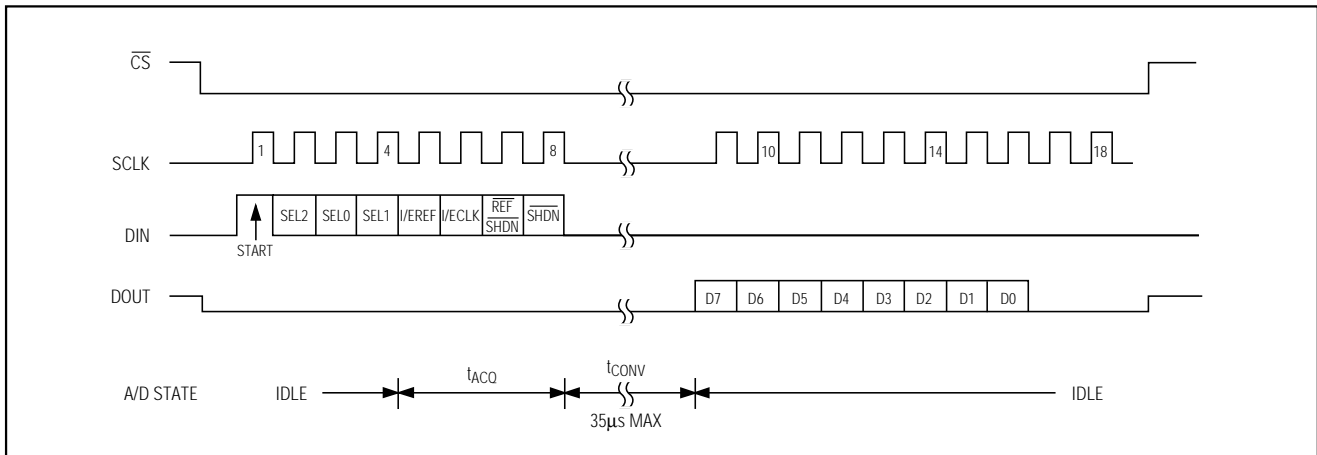 CS
SCLK 1 4 8 10 14 18
DIN SEL2 SEL0 SEL1 I/EREF I/ECLK REF SHDN SHDN
START
DOUT D7 D6 D5 D4 D3 D2 D1 D0
A/D STATE IDLE tACQ tCONV IDLE
35μs MAX